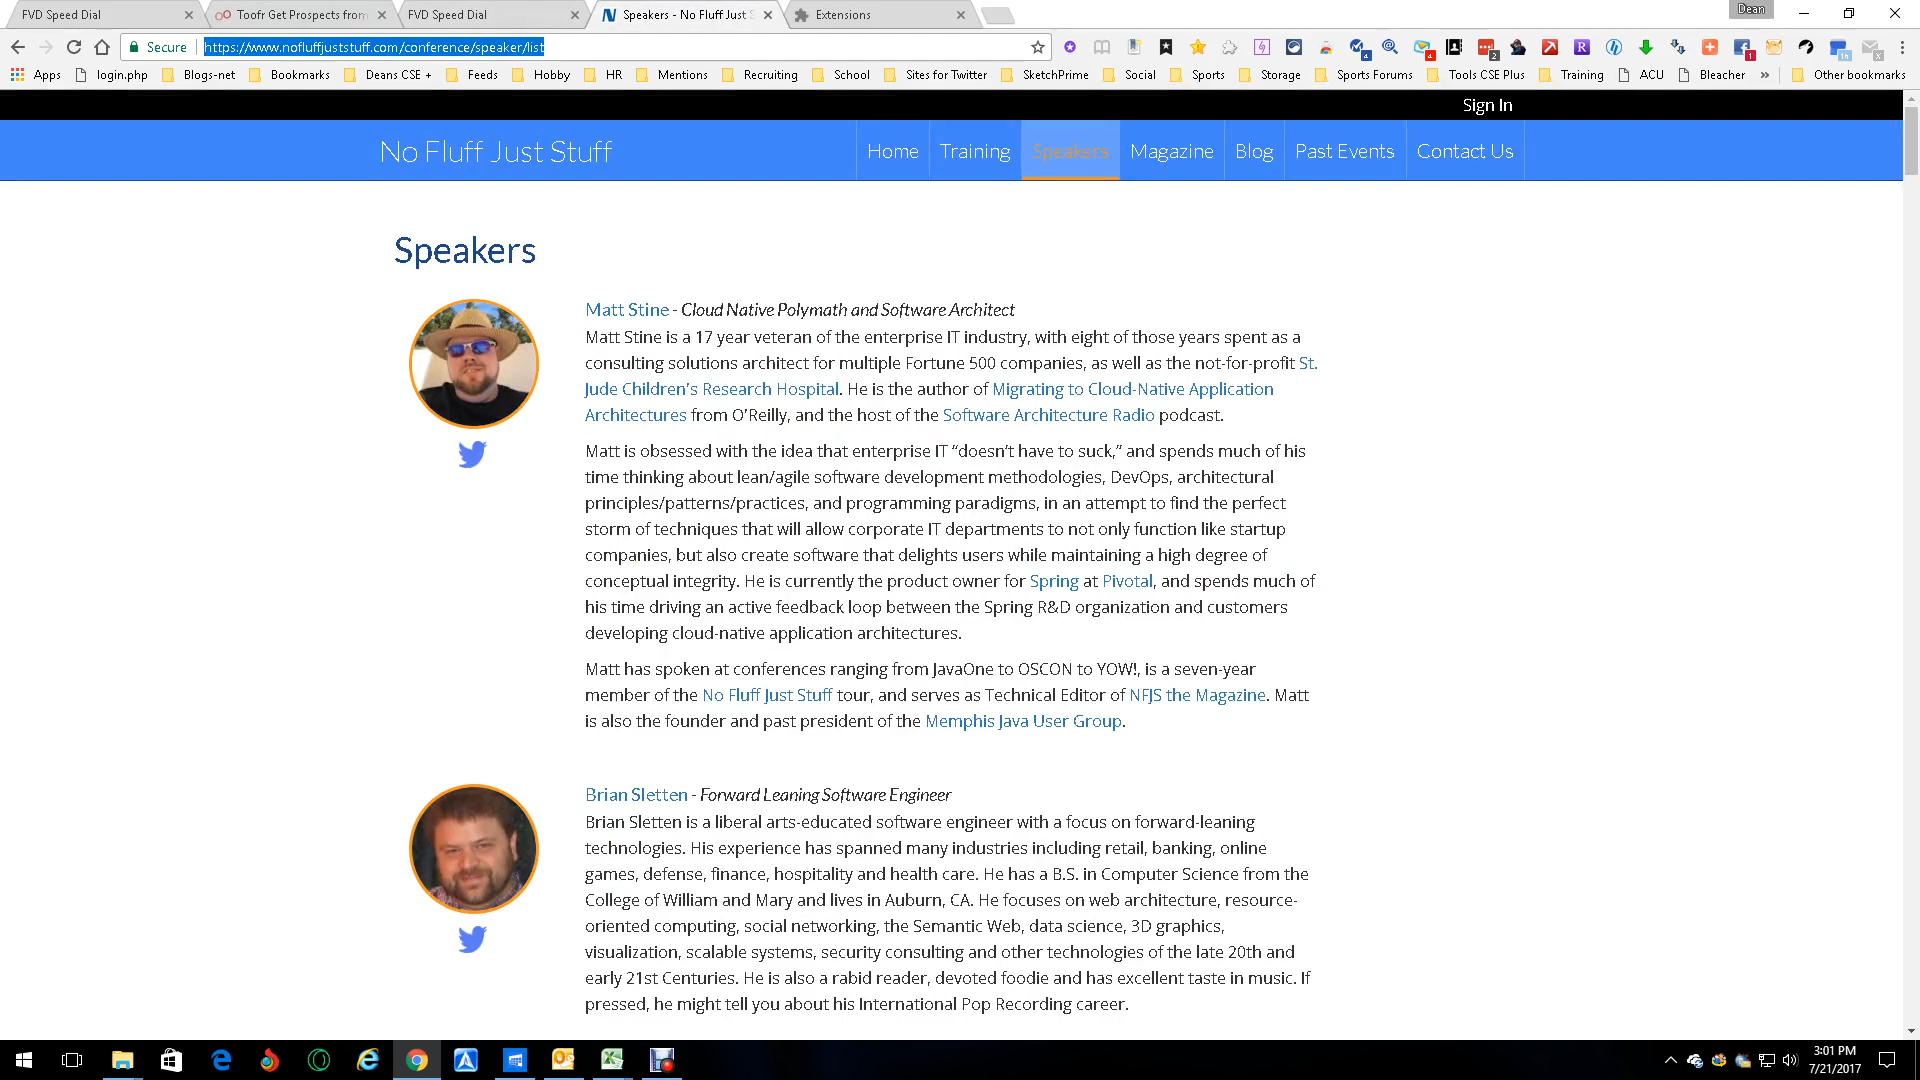 FVD Speed Dial
Toofr Get Prospects from
FVD Speed Dial
Speakers - No Fluff Just S
Extensions
Dean
Secure
https://www.nofluffjuststuff.com/conference/speaker/list
Apps login.php Blogs-net Bookmarks Deans CSE + Feeds Hobby HR Mentions Recruiting School Sites for Twitter SketchPrime Social Sports Storage Sports Forums Tools CSE Plus Training ACU Bleacher » Other bookmarks
Sign In
No Fluff Just Stuff
Home Training Speakers Magazine Blog Past Events Contact Us
Speakers
Matt Stine - Cloud Native Polymath and Software Architect
Matt Stine is a 17 year veteran of the enterprise IT industry, with eight of those years spent as a
consulting solutions architect for multiple Fortune 500 companies, as well as the not-for-profit St.
Jude Children’s Research Hospital. He is the author of Migrating to Cloud-Native Application
Architectures from O’Reilly, and the host of the Software Architecture Radio podcast.
Matt is obsessed with the idea that enterprise IT “doesn’t have to suck,” and spends much of his
time thinking about lean/agile software development methodologies, DevOps, architectural
principles/patterns/practices, and programming paradigms, in an attempt to find the perfect
storm of techniques that will allow corporate IT departments to not only function like startup
companies, but also create software that delights users while maintaining a high degree of
conceptual integrity. He is currently the product owner for Spring at Pivotal, and spends much of
his time driving an active feedback loop between the Spring R&D organization and customers
developing cloud-native application architectures.
Matt has spoken at conferences ranging from JavaOne to OSCON to YOW!, is a seven-year
member of the No Fluff Just Stuff tour, and serves as Technical Editor of NFJS the Magazine. Matt
is also the founder and past president of the Memphis Java User Group.
Brian Sletten - Forward Leaning Software Engineer
Brian Sletten is a liberal arts-educated software engineer with a focus on forward-leaning
technologies. His experience has spanned many industries including retail, banking, online
games, defense, finance, hospitality and health care. He has a B.S. in Computer Science from the
College of William and Mary and lives in Auburn, CA. He focuses on web architecture, resource-
oriented computing, social networking, the Semantic Web, data science, 3D graphics,
visualization, scalable systems, security consulting and other technologies of the late 20th and
early 21st Centuries. He is also a rabid reader, devoted foodie and has excellent taste in music. If
pressed, he might tell you about his International Pop Recording career.
3:01 PM
7/21/2017